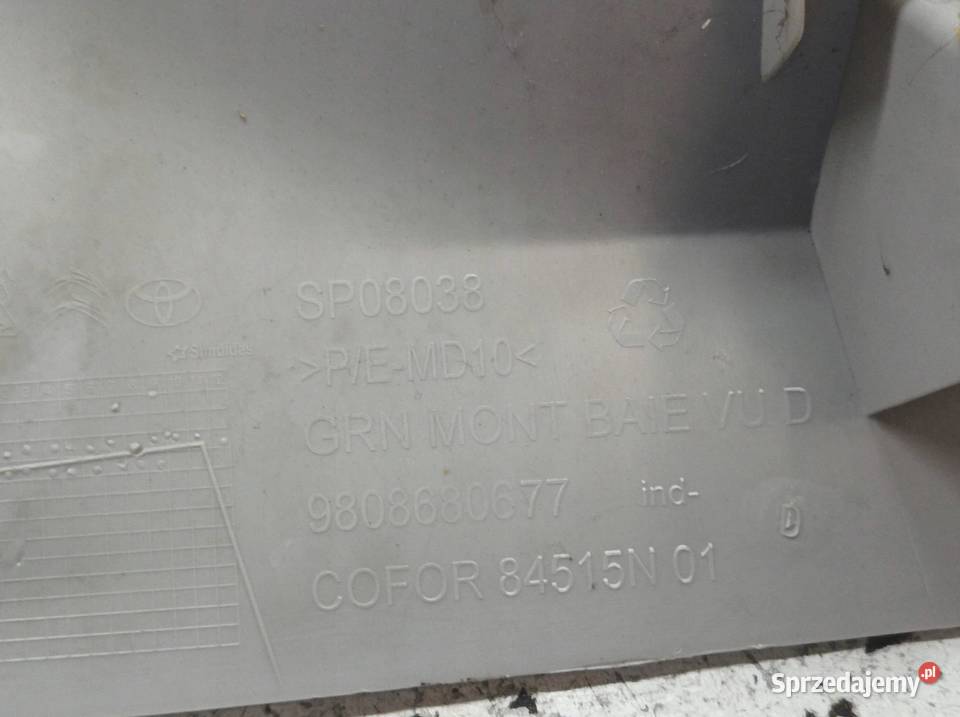 SP08038
>P/E-MD10<
GRN MONT BAIE VU D
9808680677 ind-
D
COFOR 84515N 01
Sprzedajemy.pl